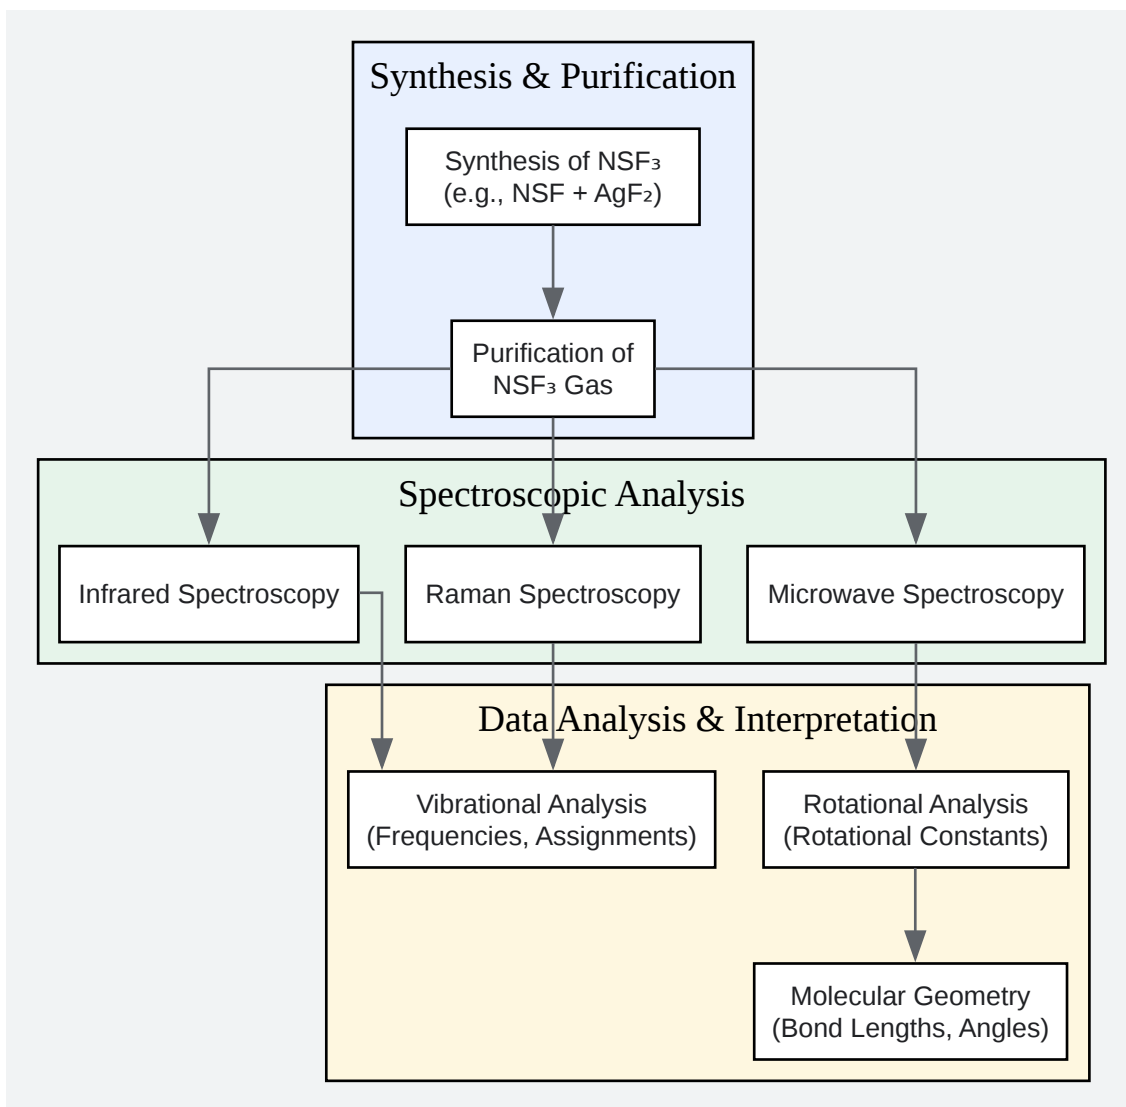 Synthesis & Purification
Synthesis of NSF₃
(e.g., NSF + AgF₂)
Purification of
NSF₃ Gas
Spectroscopic Analysis
Infrared Spectroscopy
Raman Spectroscopy
Microwave Spectroscopy
Data Analysis & Interpretation
Vibrational Analysis
(Frequencies, Assignments)
Rotational Analysis
(Rotational Constants)
Molecular Geometry
(Bond Lengths, Angles)